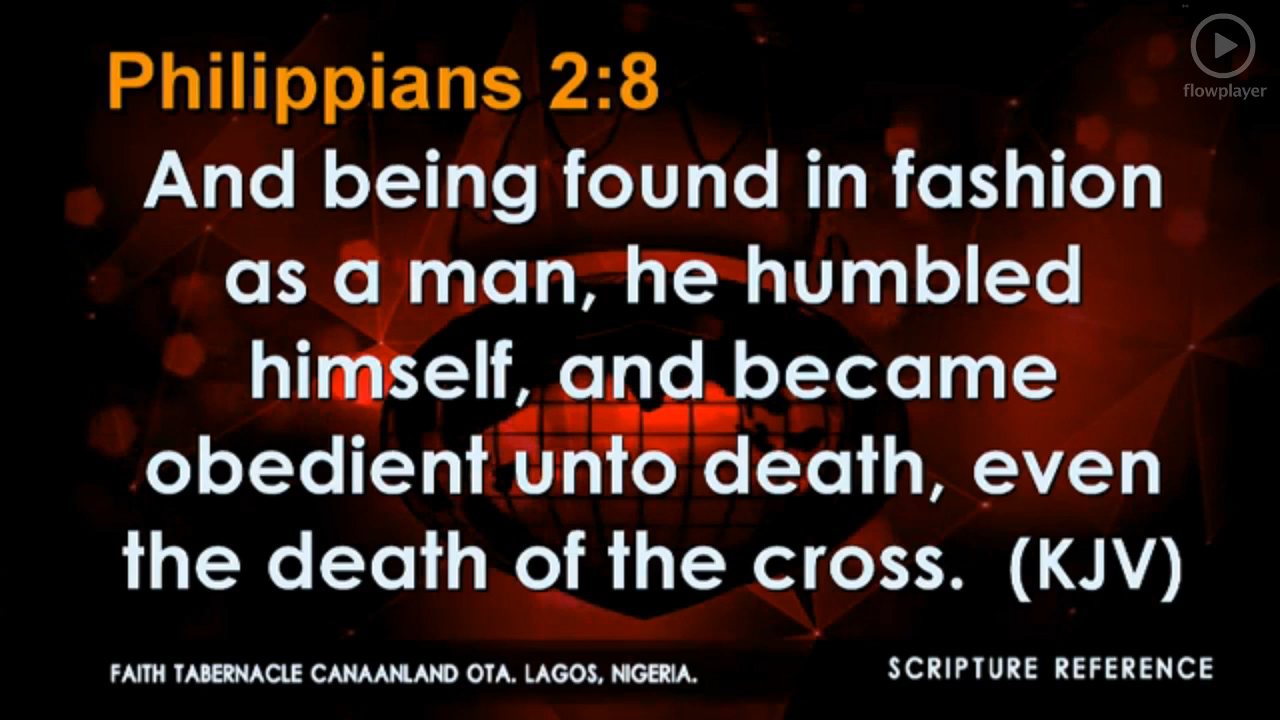 flowplayer
Philippians 2:8
And being found in fashion
as a man, he humbled
himself, and became
obedient unto death, even
the death of the cross. (KJV)
FAITH TABERNACLE CANAANLAND OTA. LAGOS, NIGERIA.
SCRIPTURE REFERENCE